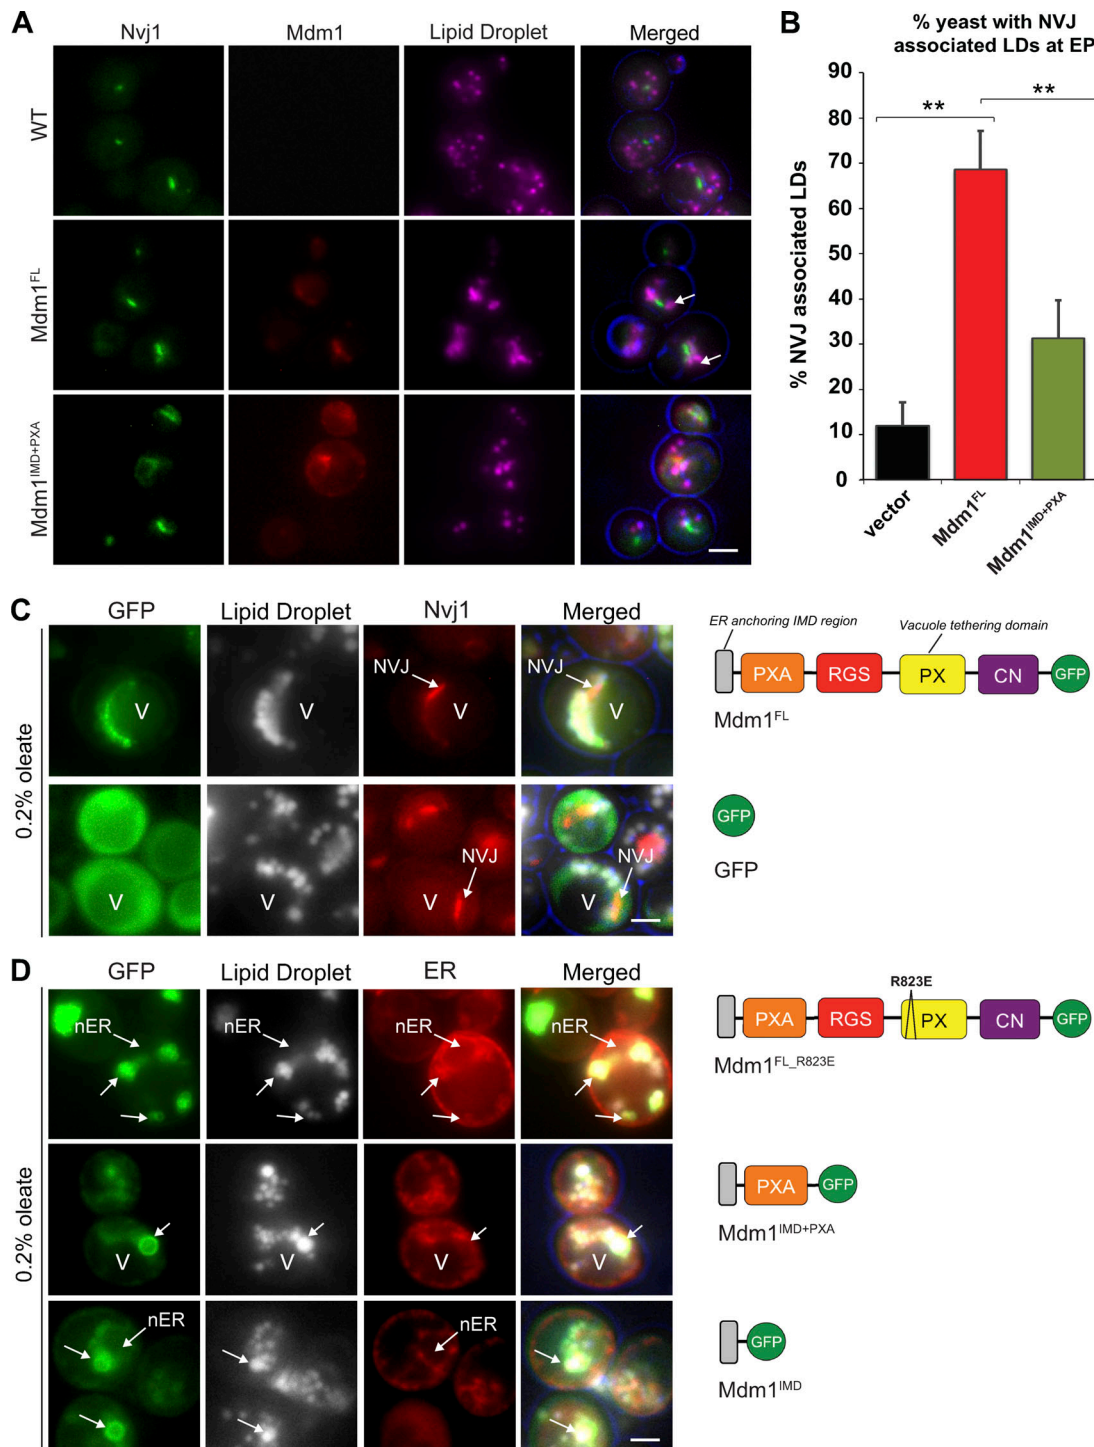 A
Nvj1 Mdm1 Lipid Droplet Merged
WT
Mdm1FL
Mdm1IMD+PXA
B
% yeast with NVJ
associated LDs at EP
** **
% NVJ associated LDs
90
80
70
60
50
40
30
20
10
0
vector
Mdm1FL
Mdm1IMD+PXA
C
GFP Lipid Droplet Nvj1 Merged
0.2% oleate
V V NVJ V NVJ V
V V NVJ V NVJ V
ER anchoring IMD region Vacuole tethering domain
PXA RGS PX CN GFP
Mdm1FL
GFP
GFP
D
GFP Lipid Droplet ER Merged
0.2% oleate
nER nER nER nER
V V V V
nER nER
R823E
PXA RGS PX CN GFP
Mdm1FL_R823E
PXA GFP
Mdm1IMD+PXA
GFP
Mdm1IMD